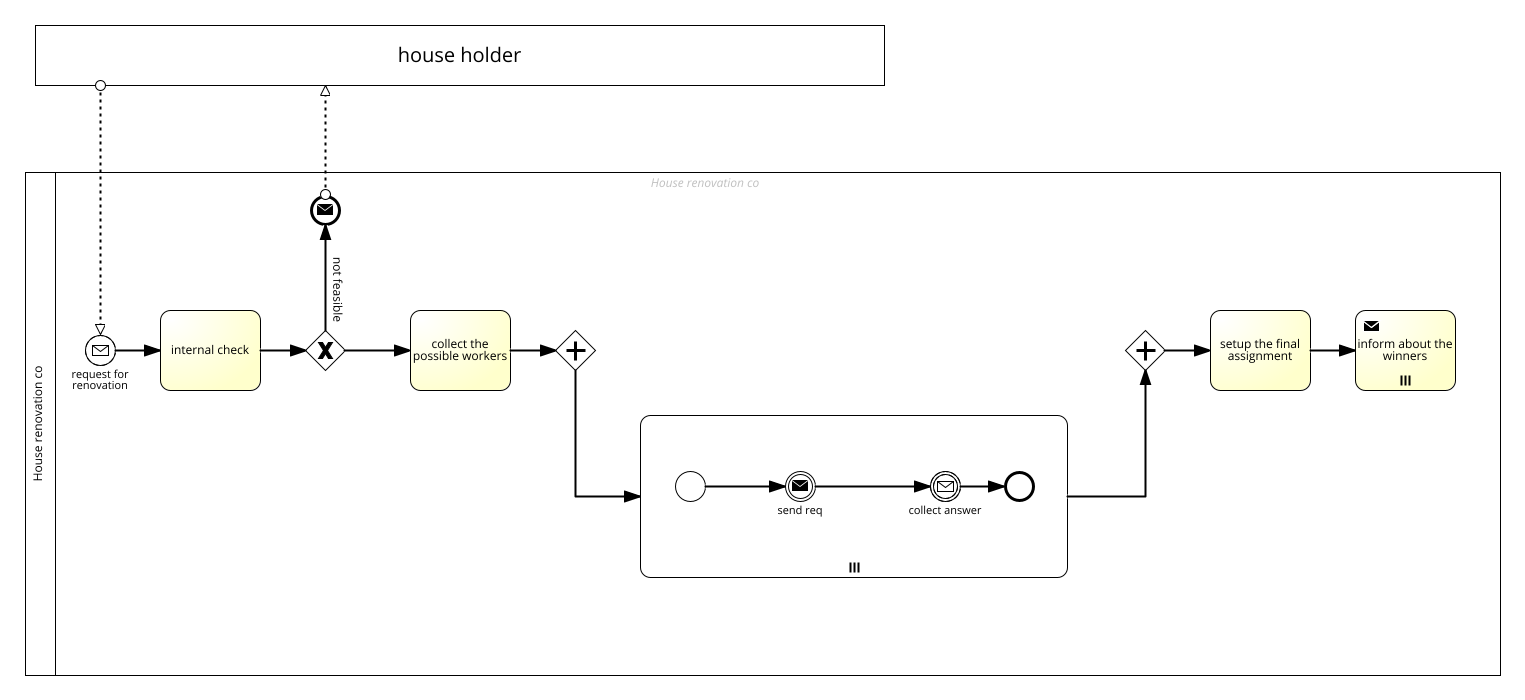 house holder
House renovation co
House renovation co
not feasible
request for
renovation
internal check
collect the
possible workers
send req
collect answer
setup the final
assignment
inform about the
winners